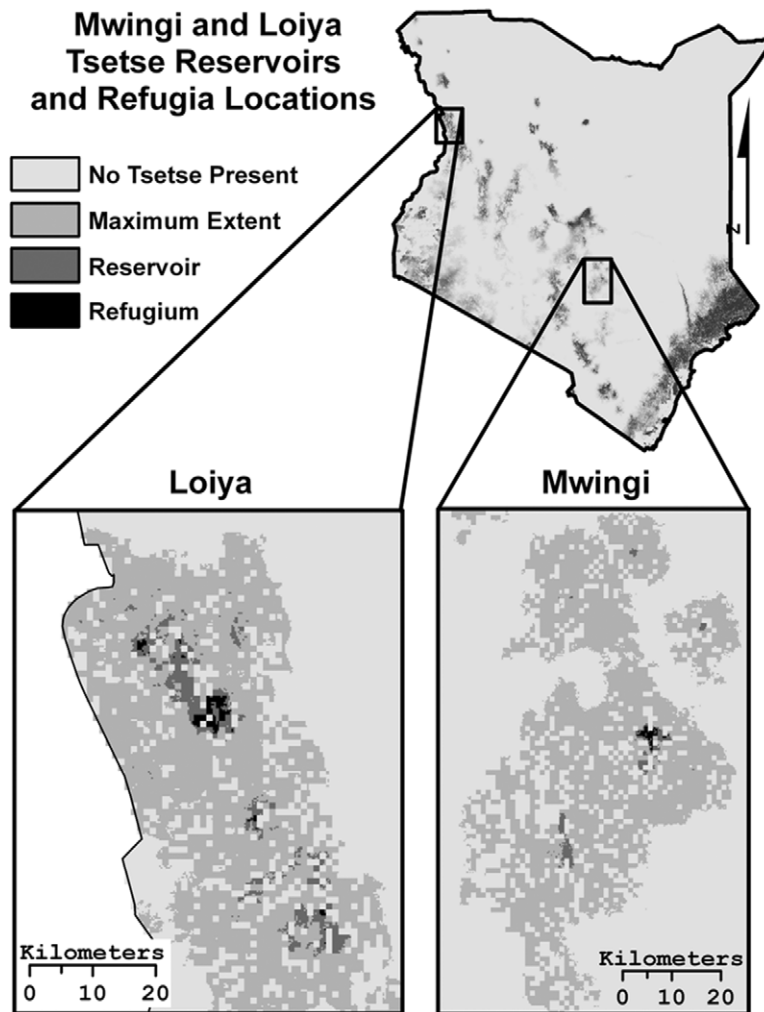 Mwingi and Loiya
Tsetse Reservoirs
and Refugia Locations
No Tsetse Present
Maximum Extent
Reservoir
Refugium
N
Loiya
Mwingi
Kilometers
0 10 20
Kilometers
0 10 20